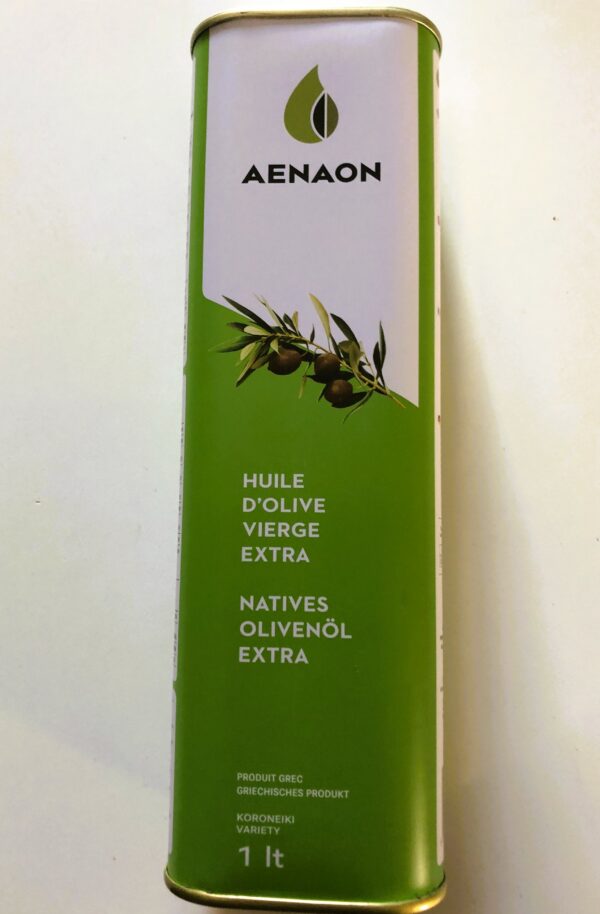 AENAON
HUILE
D'OLIVE
VIERGE
EXTRA
NATIVES
OLIVENÖL
EXTRA
PRODUIT GREC
GRIECHISCHES PRODUKT
KORONEIKI
VARIETY
1 lt